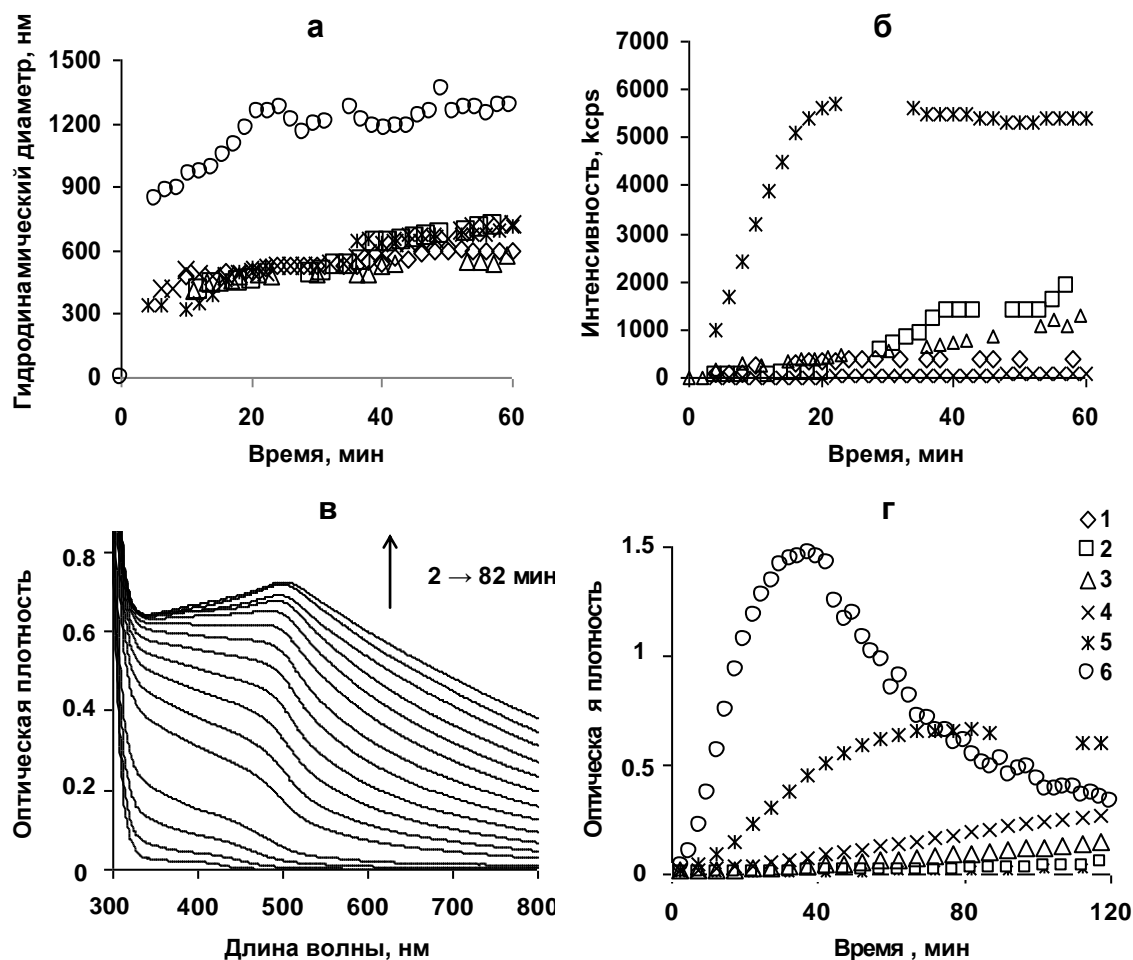 а
Гидродинамический диаметр, нм
1500
1200
900
600
300
0
0 20 40 60
Время, мин
б
Интенсивность, kcps
7000
6000
5000
4000
3000
2000
1000
0
0 20 40 60
Время, мин
в
Оптическая плотность
0.8
0.6
0.4
0.2
0
2 → 82 мин
300 400 500 600 700 800
Длина волны, нм
г
Оптическа я плотность
1.5
1
0.5
0
0 40 80 120
Время , мин
1
2
3
4
5
6